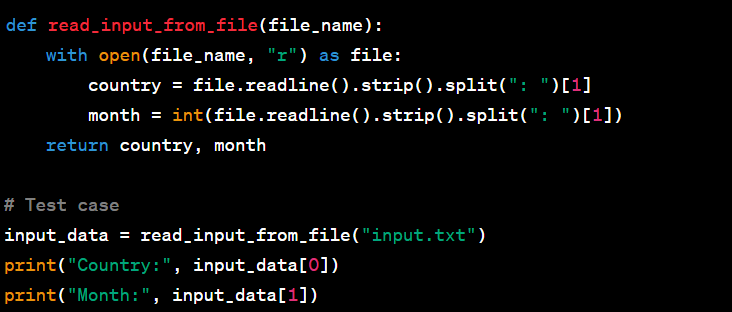 def read_input_from_file(file_name):
    with open(file_name, "r") as file:
        country = file.readline().strip().split(": ")[1]
        month = int(file.readline().strip().split(": ")[1])
    return country, month

# Test case
input_data = read_input_from_file("input.txt")
print("Country:", input_data[0])
print("Month:", input_data[1])